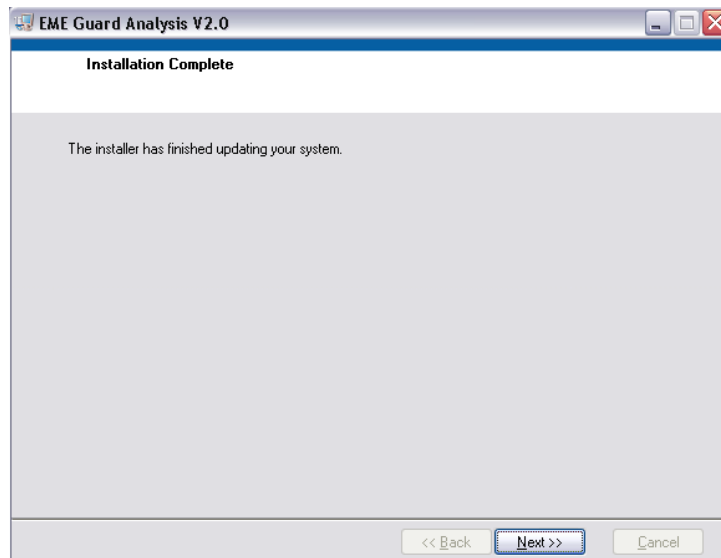 EME Guard Analysis V2.0
Installation Complete
The installer has finished updating your system.
<< Back Next >> Cancel